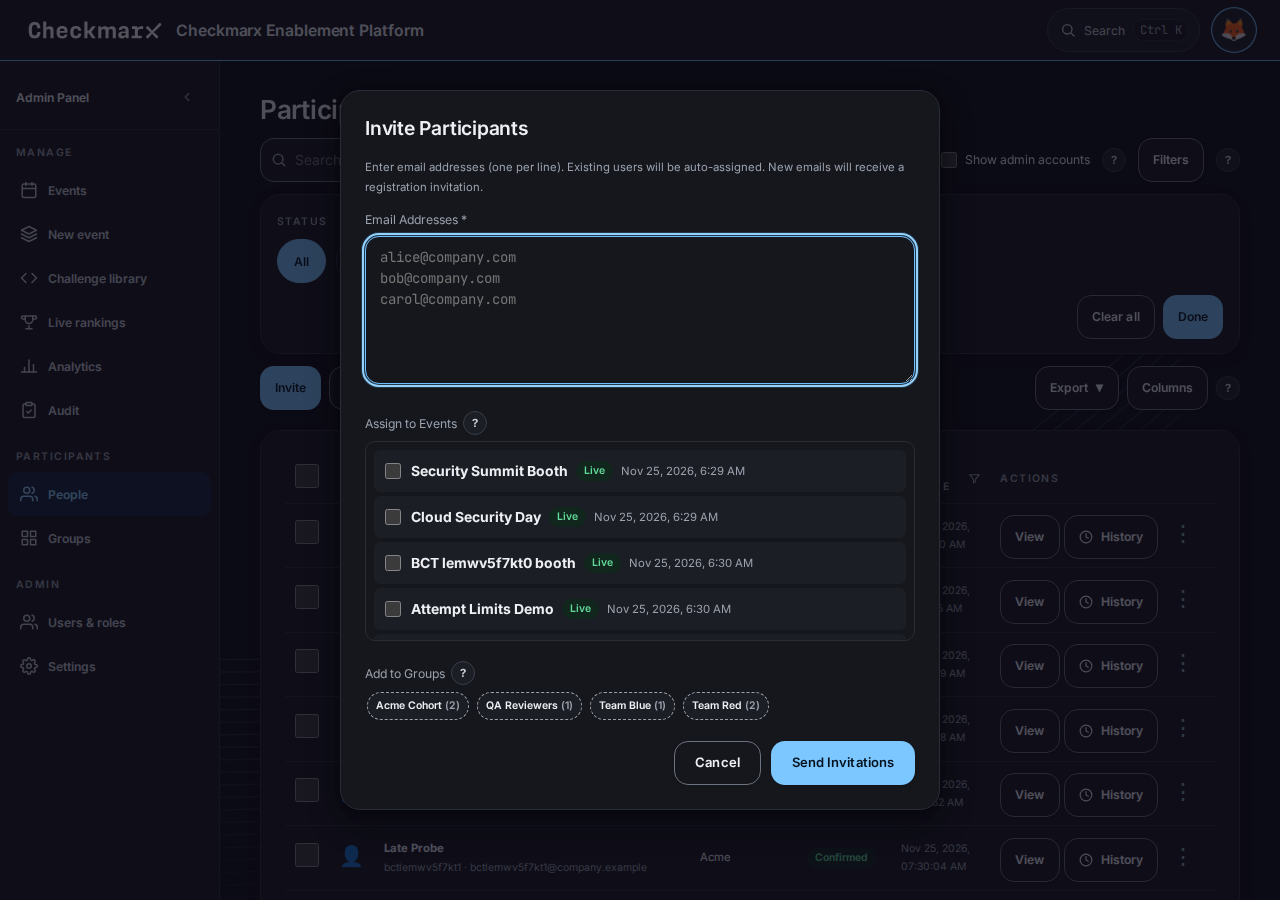 Checkmarx Checkmarx Enablement Platform Search Ctrl K
Admin Panel
MANAGE
Events
New event
Challenge library
Live rankings
Analytics
Audit
PARTICIPANTS
People
Groups
ADMIN
Users & roles
Settings
Partici
Search
Show admin accounts ? Filters ?
STATUS
All
Clear all Done
Invite
Export ▼ Columns ?
Invite Participants
Enter email addresses (one per line). Existing users will be auto-assigned. New emails will receive a
registration invitation.
Email Addresses *
alice@company.com
bob@company.com
carol@company.com
Assign to Events ?
Security Summit Booth Live Nov 25, 2026, 6:29 AM
Cloud Security Day Live Nov 25, 2026, 6:29 AM
BCT lemwv5f7kt0 booth Live Nov 25, 2026, 6:30 AM
Attempt Limits Demo Live Nov 25, 2026, 6:30 AM
Add to Groups ?
Acme Cohort (2) QA Reviewers (1) Team Blue (1) Team Red (2)
Cancel Send Invitations
E ACTIONS
View History
View History
View History
View History
View History
Late Probe
bctlemwv5f7kt1 · bctlemwv5f7kt1@company.example
Acme
Confirmed
Nov 25, 2026,
07:30:04 AM
View History